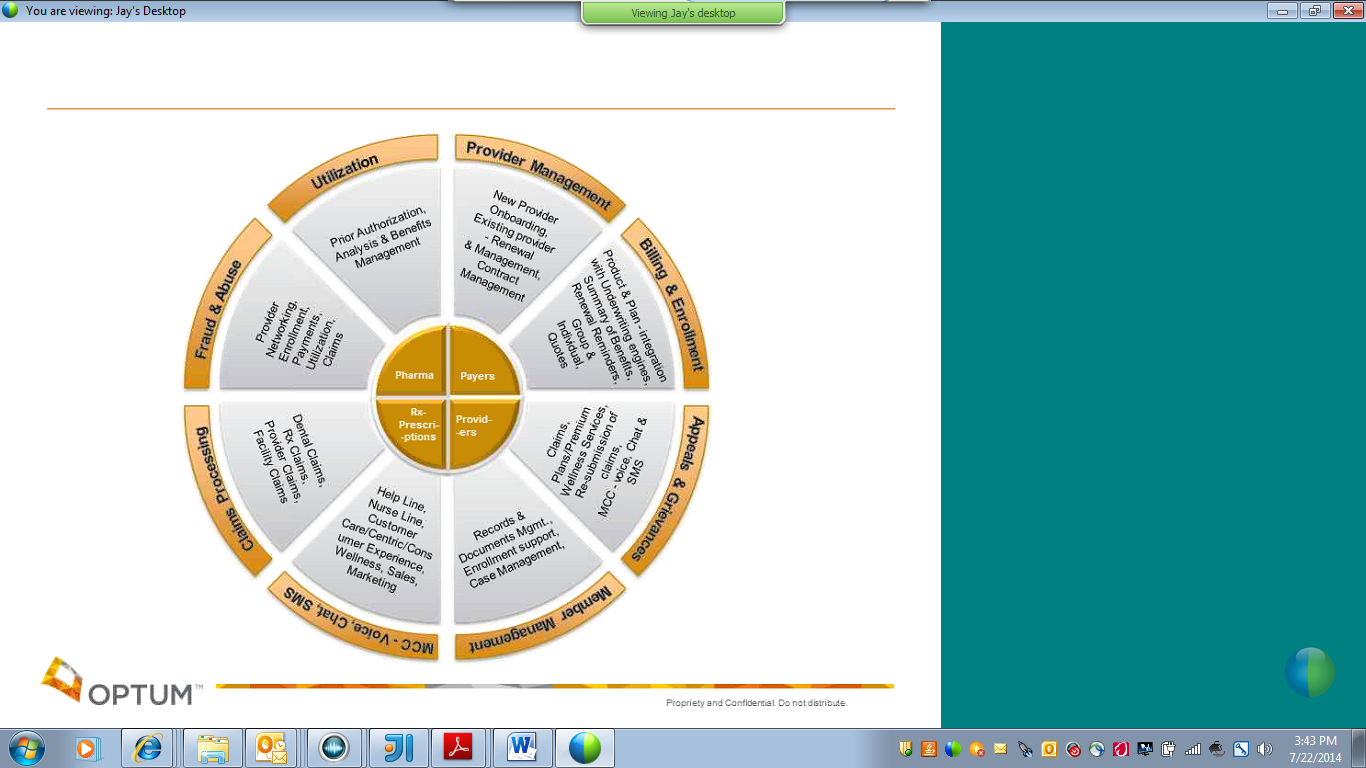 You are viewing: Jay's Desktop
Viewing Jay's desktop
Utilization
Prior Authorization,
Analysis & Benefits
Management
Provider Management
New Provider
Onboarding,
Existing provider
- Renewal
& Management,
Contract
Management
Billing & Enrollment
Product & Plan - integration
with Underwriting engines,
Summary of Benefits,
Renewal Reminders,
Group &
Individual,
Quotes
Appeals & Grievances
Claims,
Plans/Premium
Wellness Services,
Re-submission of
claims,
MCC - voice, Chat &
SMS
Member Management
Records &
Documents Mgmt.,
Enrollment support,
Case Management,
MCC - Voice, Chat, SMS
Help Line,
Nurse Line,
Customer
Care/Centric/Cons
umer Experience,
Wellness, Sales,
Marketing
Claims Processing
Dental Claims,
Rx Claims,
Provider Claims,
Facility Claims
Fraud & Abuse
Provider
Networking,
Enrollment,
Payments,
Utilization,
Claims
Pharma
Payers
Rx-
Prescri-
-ptions
Provid-
-ers
OPTUM™
Propriety and Confidential. Do not distribute.
3:43 PM
7/22/2014